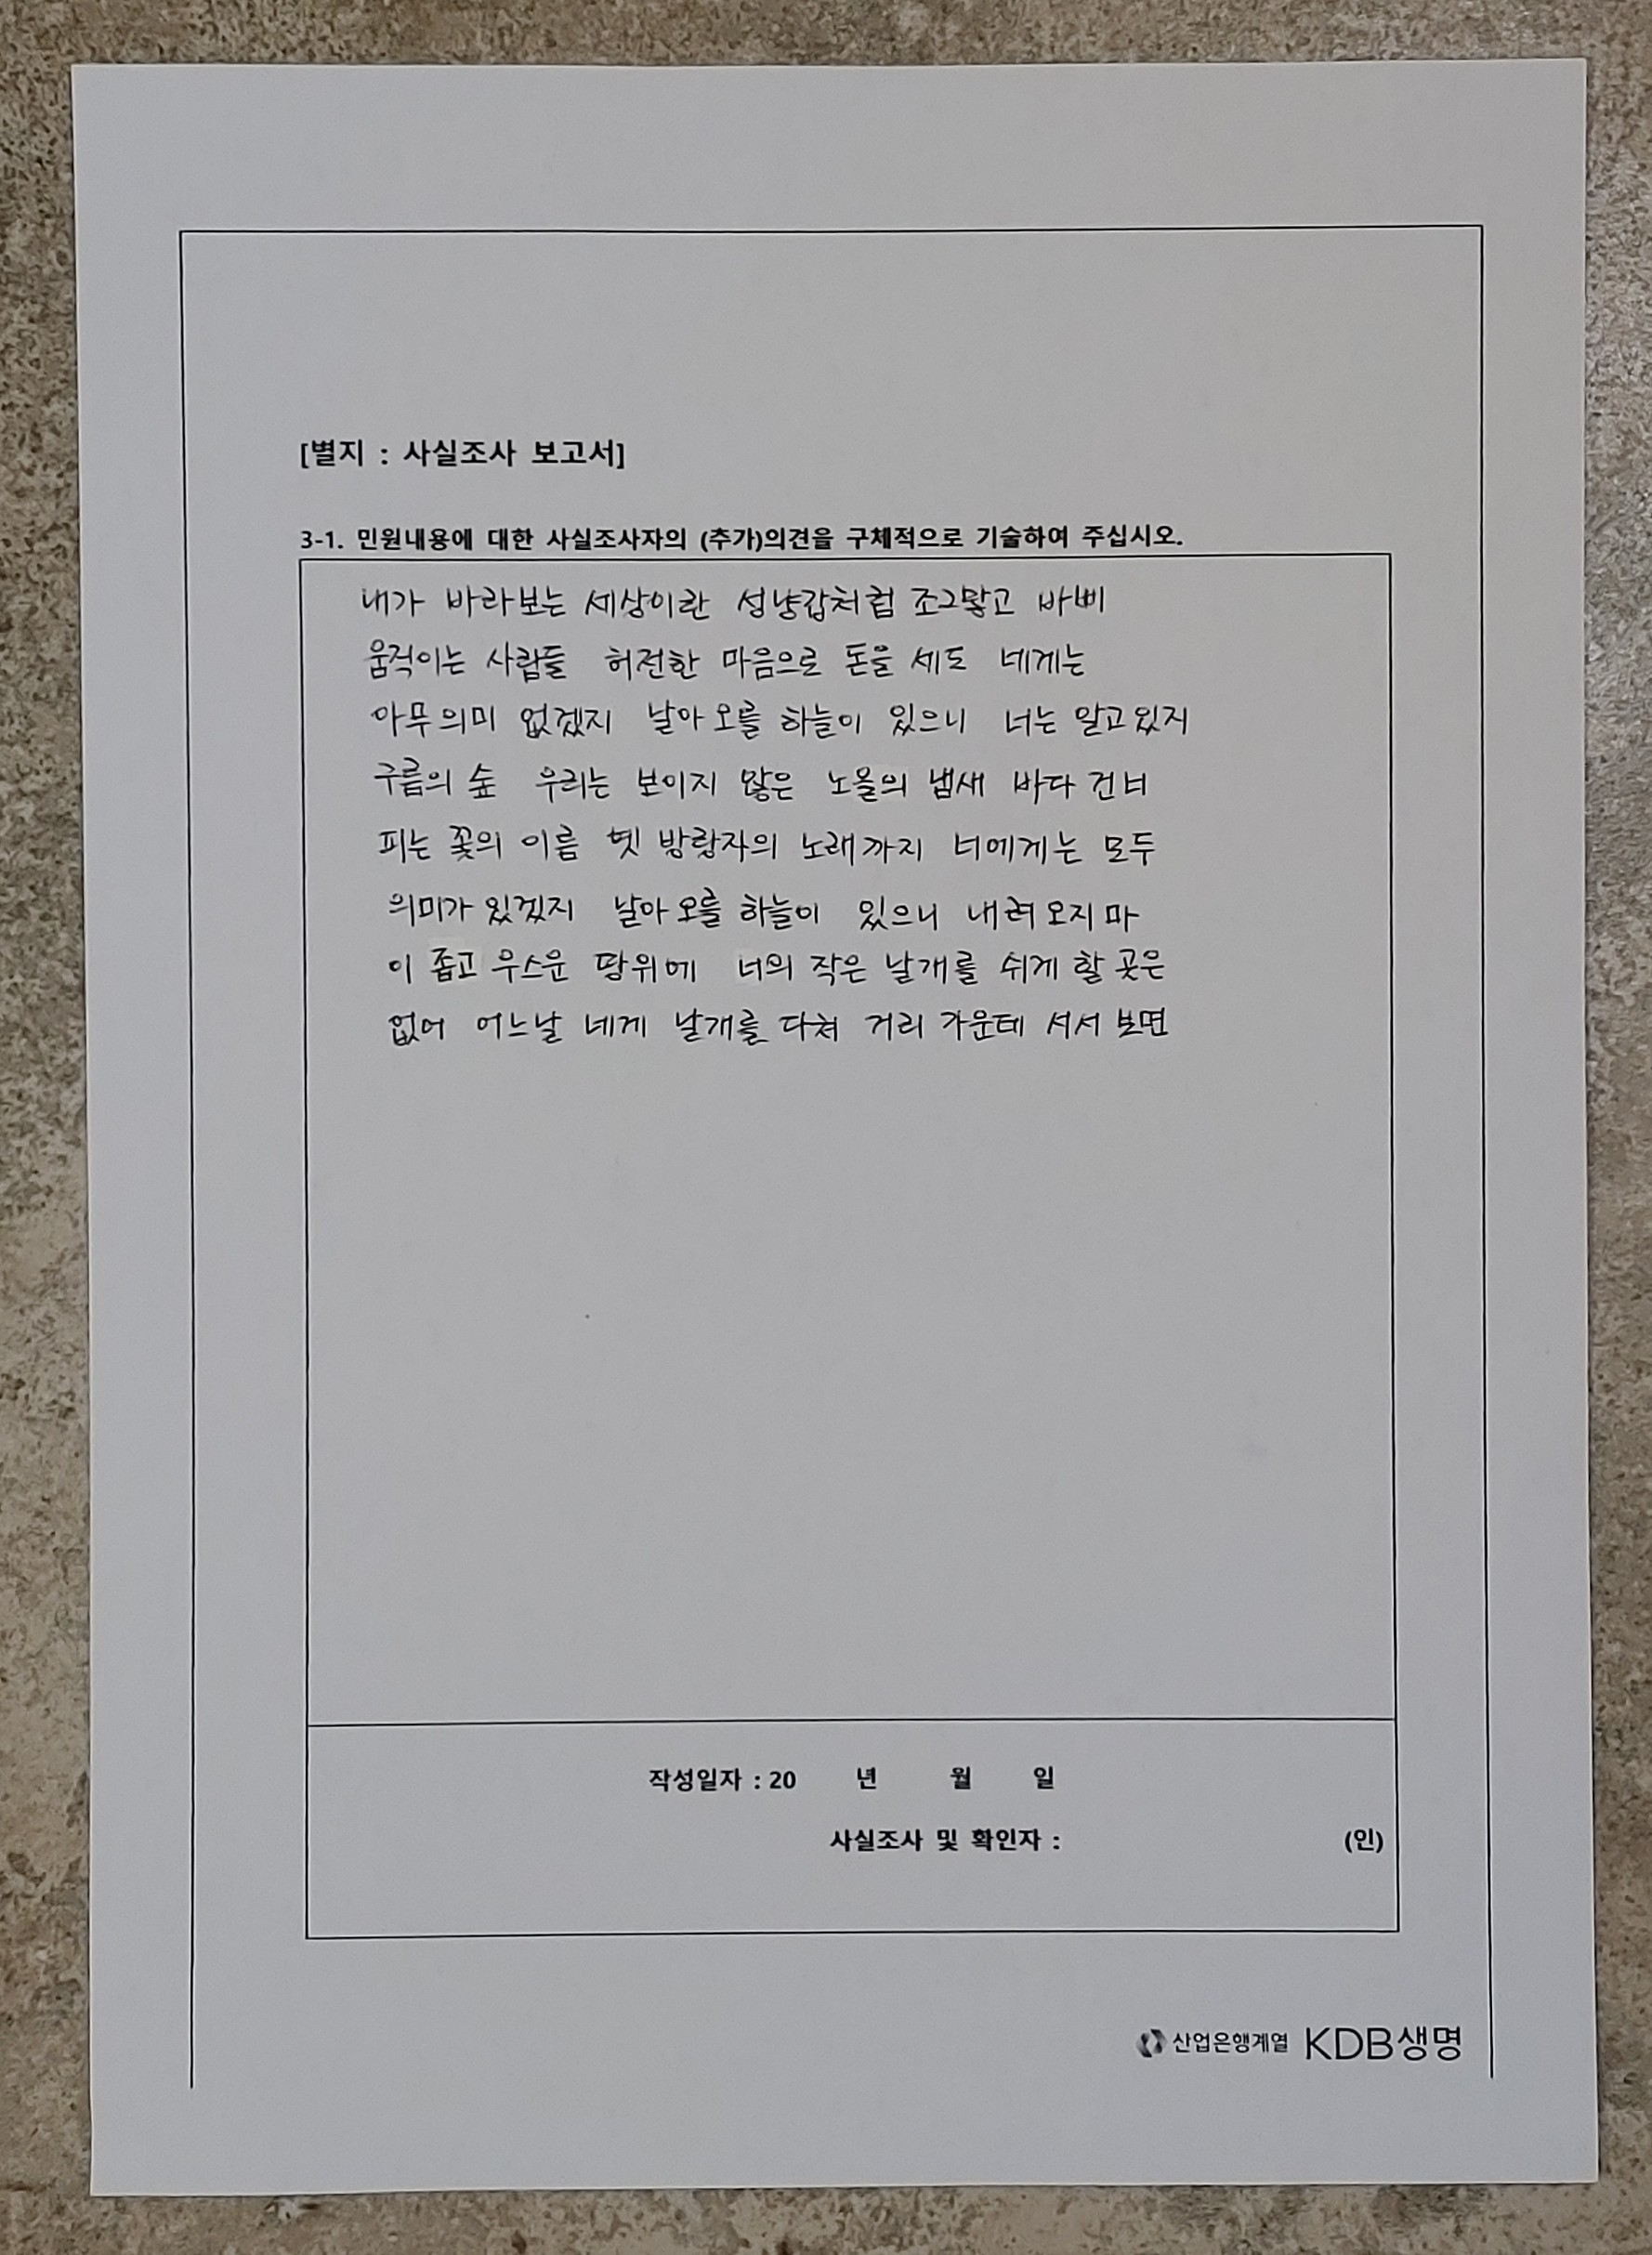 [별지 : 사실조사 보고서]
3-1. 민원내용에 대한 사실조사자의 (추가)의견을 구체적으로 기술하여 주십시오.
내가 바라보는 세상이란 성냥갑처럼 조그맣고 바삐
움직이는 사람들 허전한 마음으로 돈을 세도 네게는
아무 의미 없겠지 날아 오를 하늘이 있으니 너는 알고 있지
구름의 숲 우리는 보이지 않은 노을의 냄새 바다 건너
피는 꽃의 이름 옛 방랑자의 노래까지 너에게는 모두
의미가 있겠지 날아 오를 하늘이 있으니 내려 오지 마
이 좁고 우스운 땅위에 너의 작은 날개를 쉬게 할 곳은
없어 어느날 네게 날개를 다쳐 거리 가운데 서서 보면
작성일자 : 20 년 월 일
사실조사 및 확인자 : (인)
산업은행계열 KDB생명